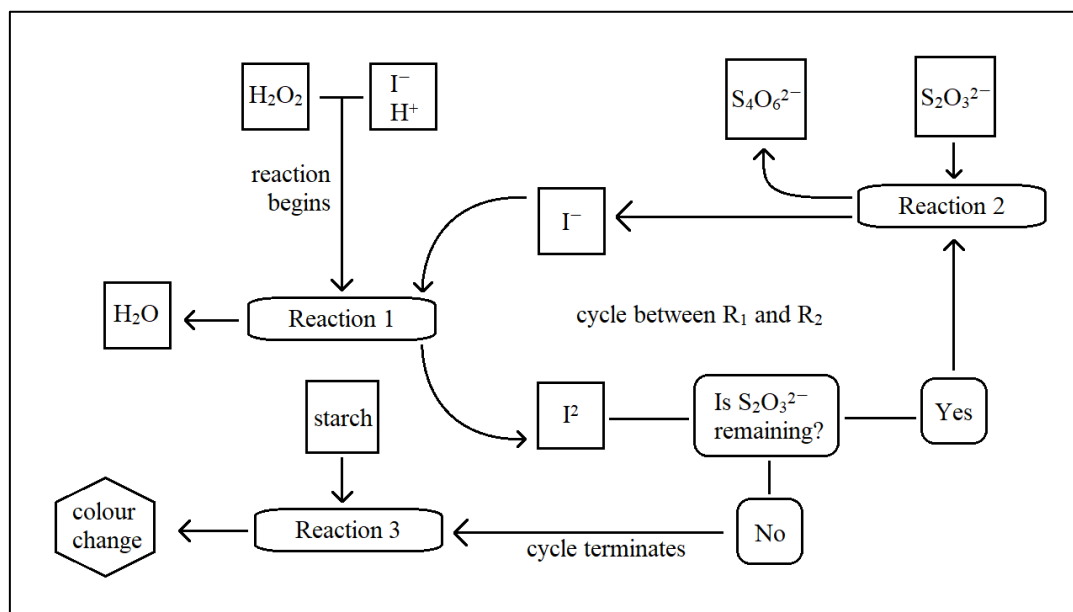 H₂O₂
I⁻
H⁺
S₄O₆²⁻
S₂O₃²⁻
reaction
begins
I⁻
Reaction 2
H₂O
Reaction 1
cycle between R₁ and R₂
starch
I²
Is S₂O₃²⁻
remaining?
Yes
colour
change
Reaction 3
cycle terminates
No